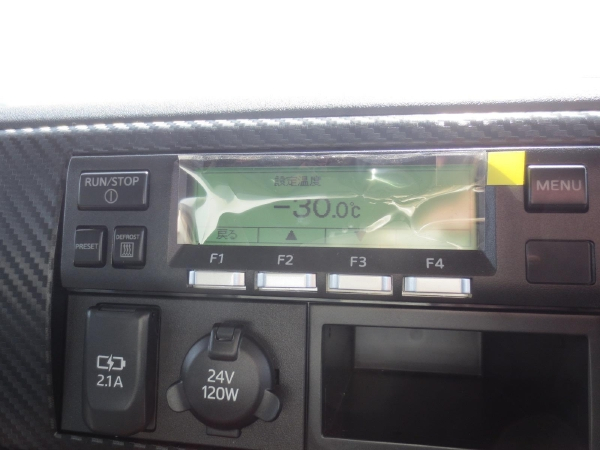 RUN/STOP
設定温度
MENU
-30.0℃
PRESET
DEFROST
戻る ▲
F1 F2 F3 F4
2.1A
24V
120W